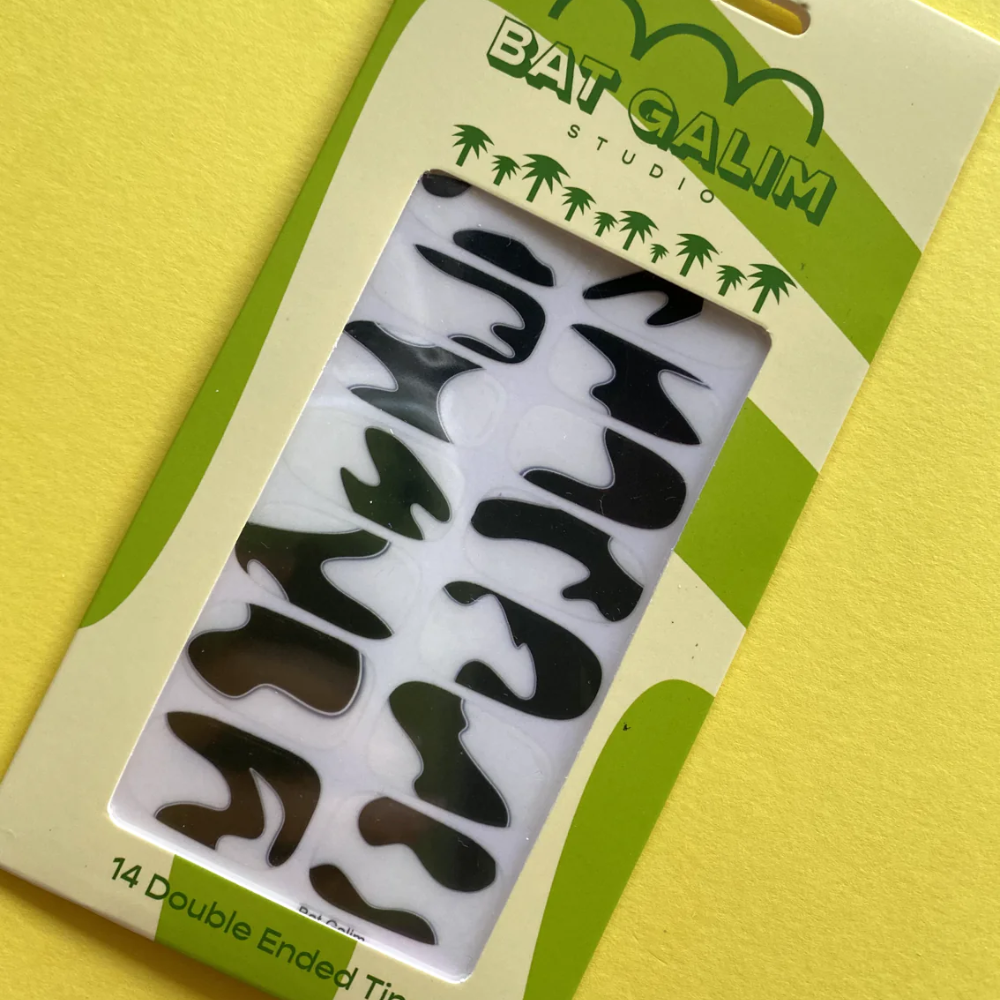 BAT GALIM
STUDIO
Bat Galim
14 Double Ended